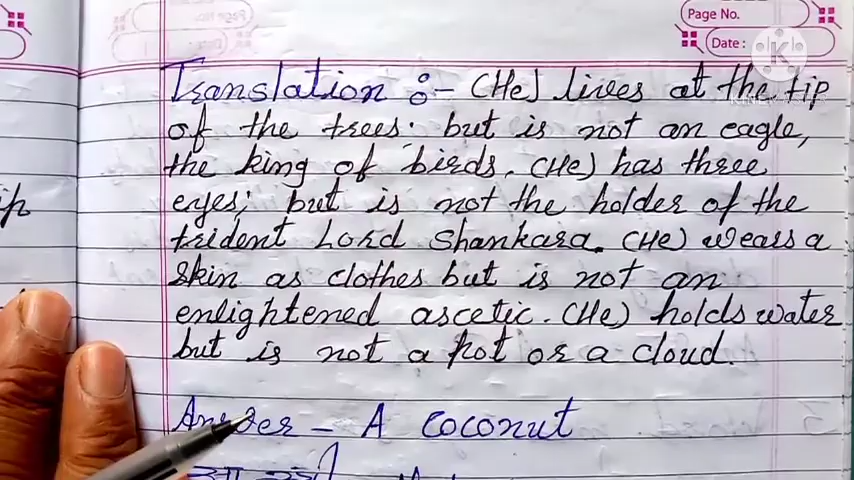 Page No.
Date:
Translation :- (He) lives at the tip
of the trees. but is not an eagle,
the king of birds. (He) has three
eyes; but is not the holder of the
trident Lord Shankara. (He) wears a
skin as clothes but is not an
enlightened ascetic. (He) holds water
but is not a pot or a cloud.
Answer - A coconut